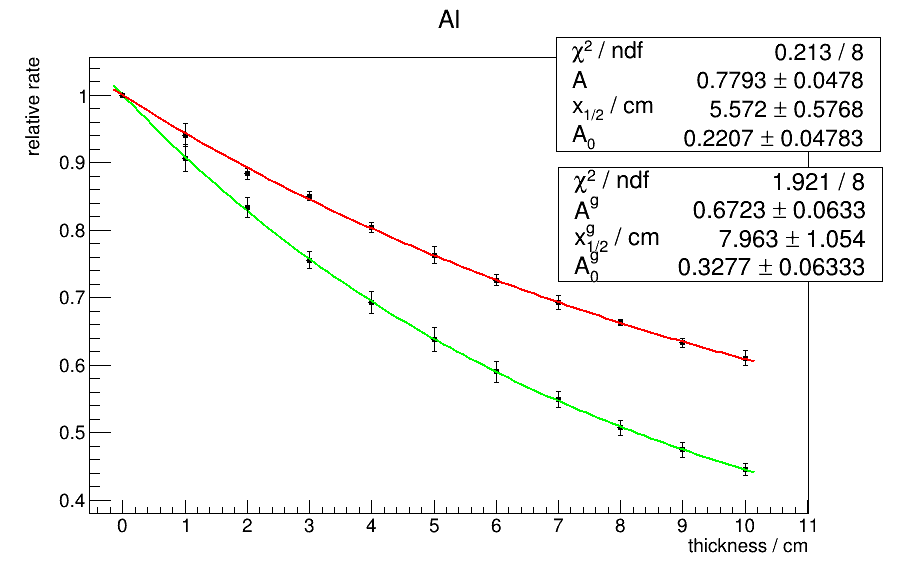 Al
relative rate
χ² / ndf 0.213 / 8
A 0.7793 ± 0.0478
x₁/₂ / cm 5.572 ± 0.5768
A₀ 0.2207 ± 0.04783
χ² / ndf 1.921 / 8
Aᵍ 0.6723 ± 0.0633
xᵍ₁/₂ / cm 7.963 ± 1.054
Aᵍ₀ 0.3277 ± 0.06333
1
0.9
0.8
0.7
0.6
0.5
0.4
0 1 2 3 4 5 6 7 8 9 10 11
thickness / cm